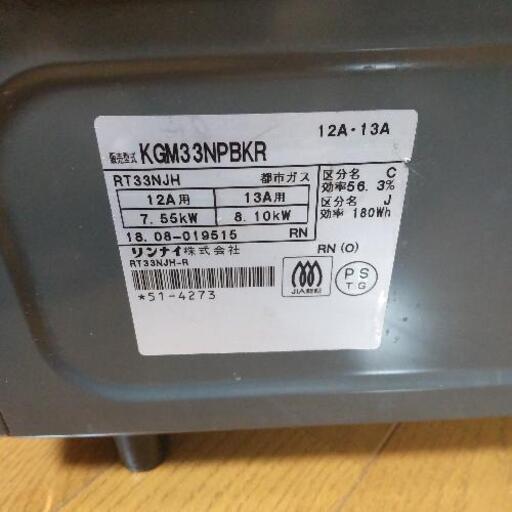 12A・13A
販売型式 KGM33NPBKR
RT33NJH 都市ガス
12A用 13A用
7.55kW 8.10kW
18.08-019515 RN
区分名 C
効率56.3%
区分名 J
効率 180Wh
リンナイ株式会社 RN (O)
RT33NJH-R
*51-4273
JIA認証
PS
TG